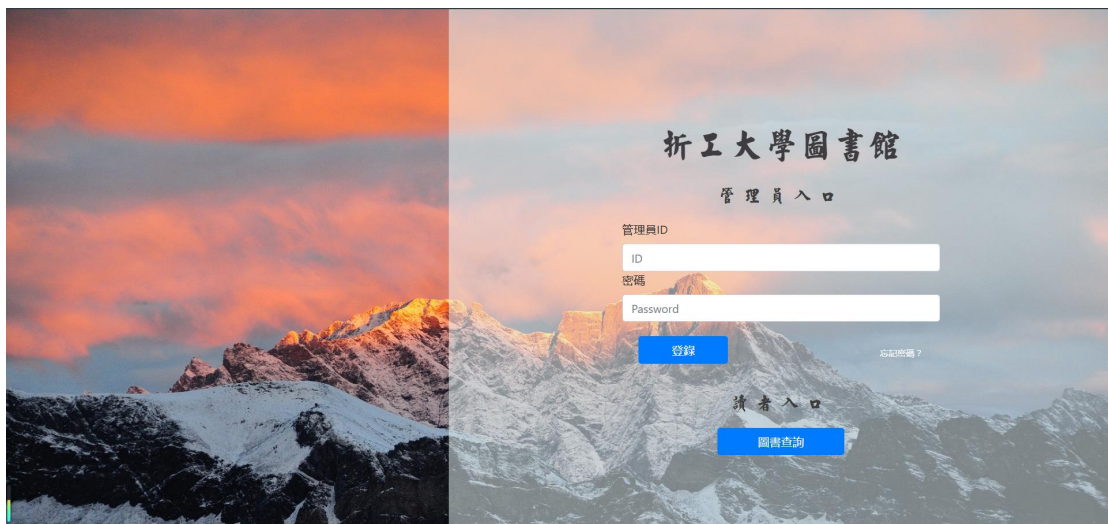 折工大學圖書館
管理員入口
管理員ID
ID
密碼
Password
登錄 忘記密碼？
讀者入口
圖書查詢